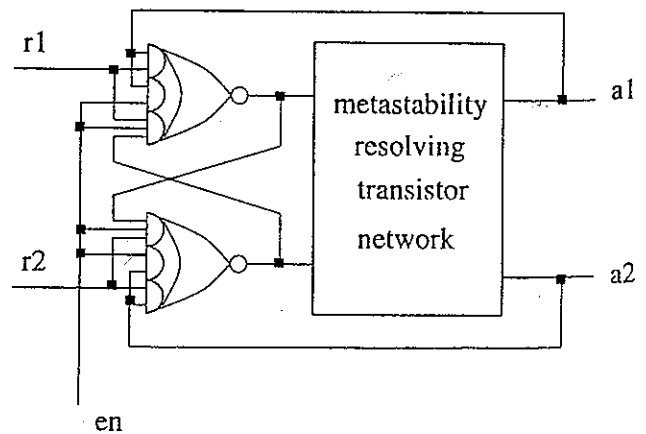 r1
a1
metastability
resolving
transistor
network
r2
a2
en